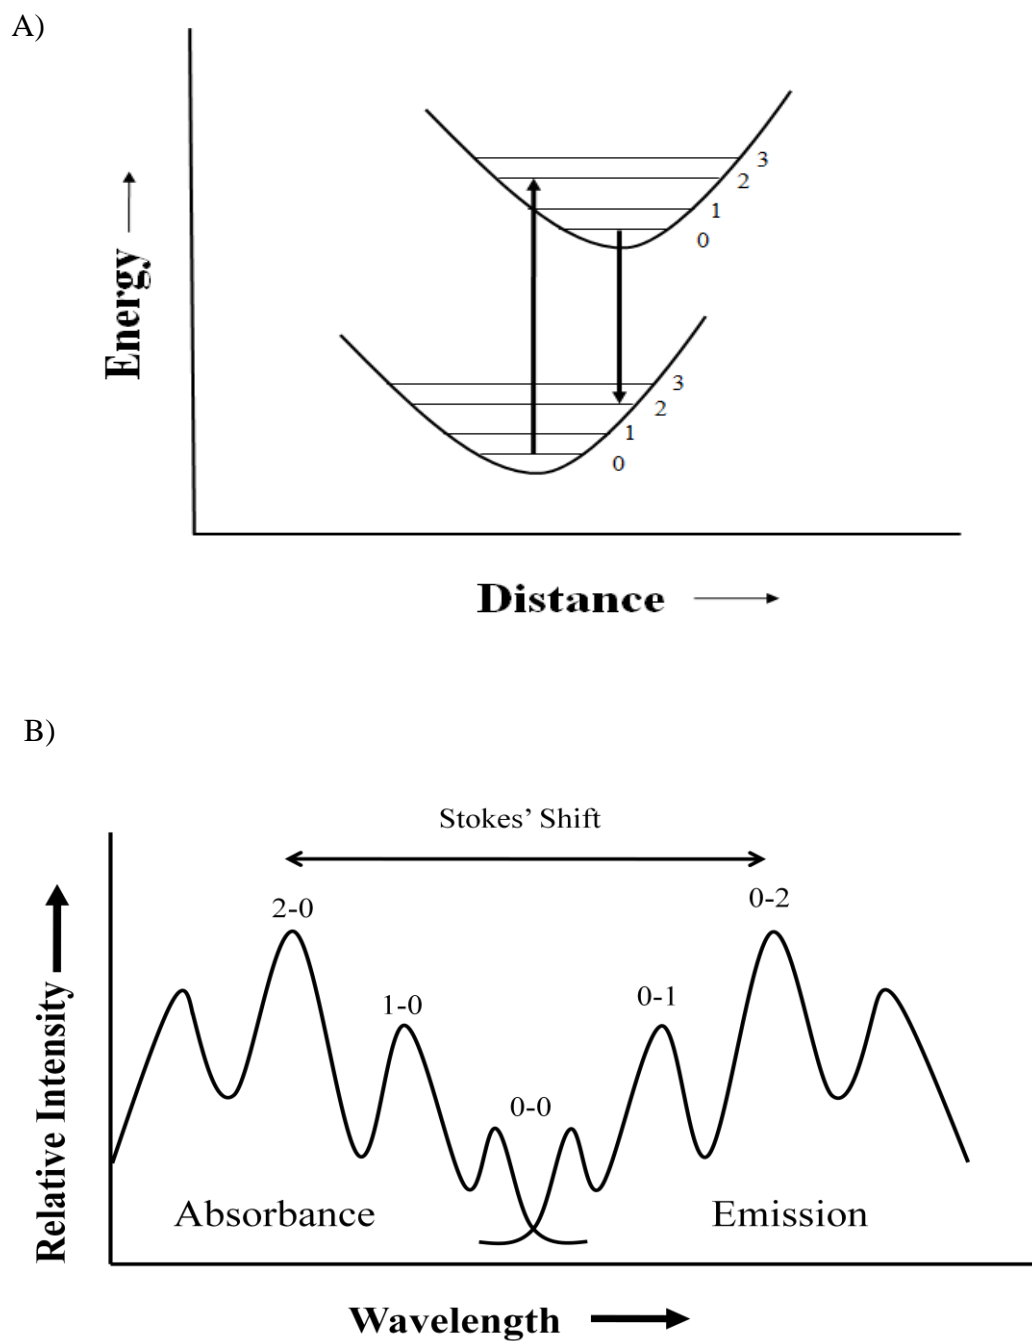 A)
Energy
3
2
1
0
3
2
1
0
Distance
B)
Stokes’ Shift
2-0
0-2
1-0
0-1
0-0
Relative Intensity
Absorbance
Emission
Wavelength